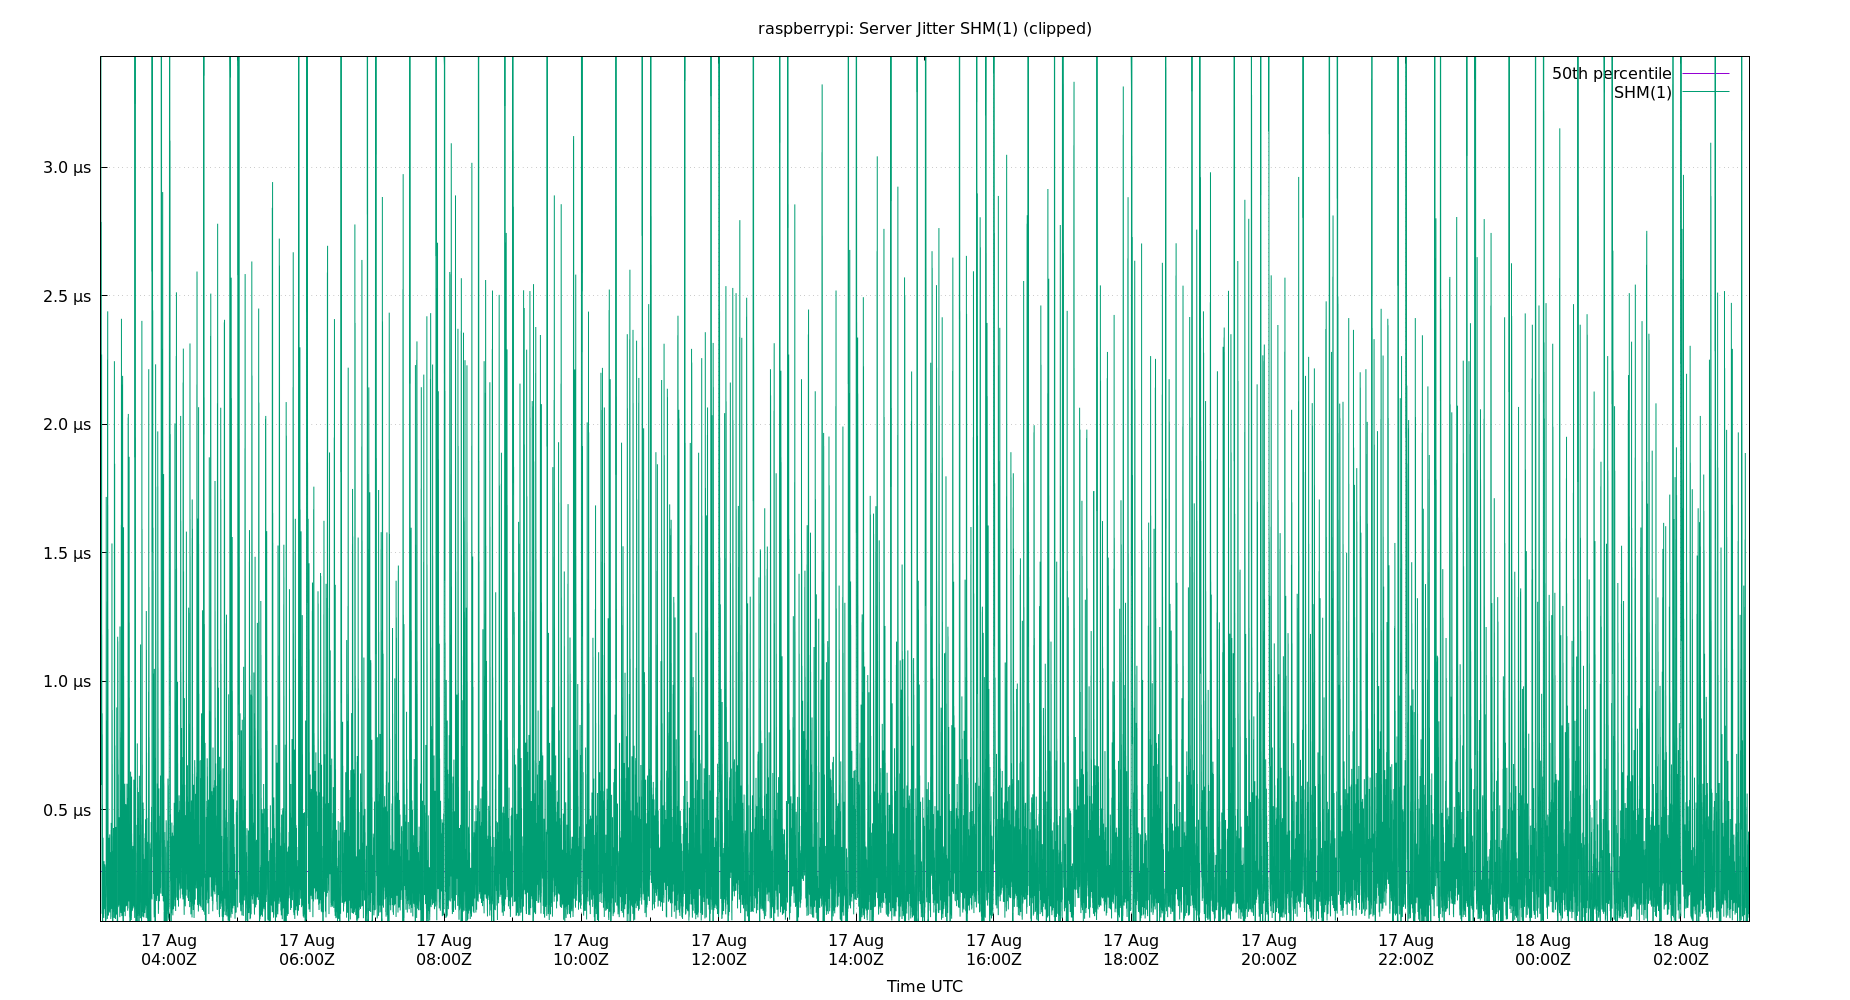 raspberrypi: Server Jitter SHM(1) (clipped)
50th percentile
SHM(1)
3.0 µs
2.5 µs
2.0 µs
1.5 µs
1.0 µs
0.5 µs
17 Aug 17 Aug 17 Aug 17 Aug 17 Aug 17 Aug 17 Aug 17 Aug 17 Aug 17 Aug 18 Aug 18 Aug
04:00Z 06:00Z 08:00Z 10:00Z 12:00Z 14:00Z 16:00Z 18:00Z 20:00Z 22:00Z 00:00Z 02:00Z
Time UTC